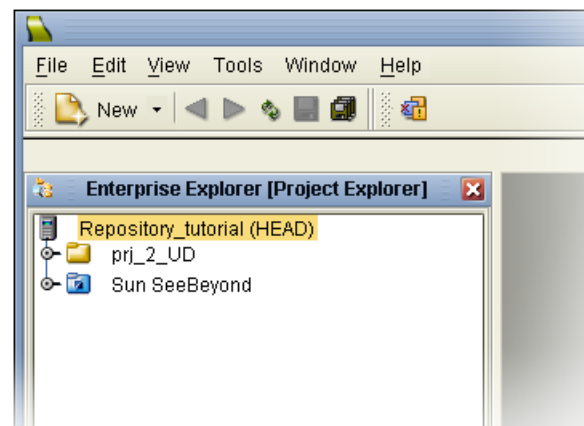 File Edit View Tools Window Help
New
Enterprise Explorer [Project Explorer]
Repository_tutorial (HEAD)
prj_2_UD
Sun SeeBeyond